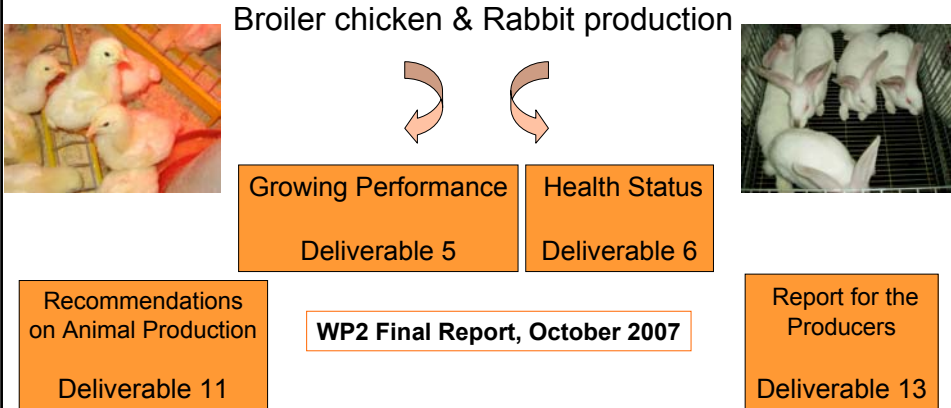 Broiler chicken & Rabbit production
Growing Performance
Deliverable 5
Health Status
Deliverable 6
Recommendations
on Animal Production
Deliverable 11
WP2 Final Report, October 2007
Report for the
Producers
Deliverable 13